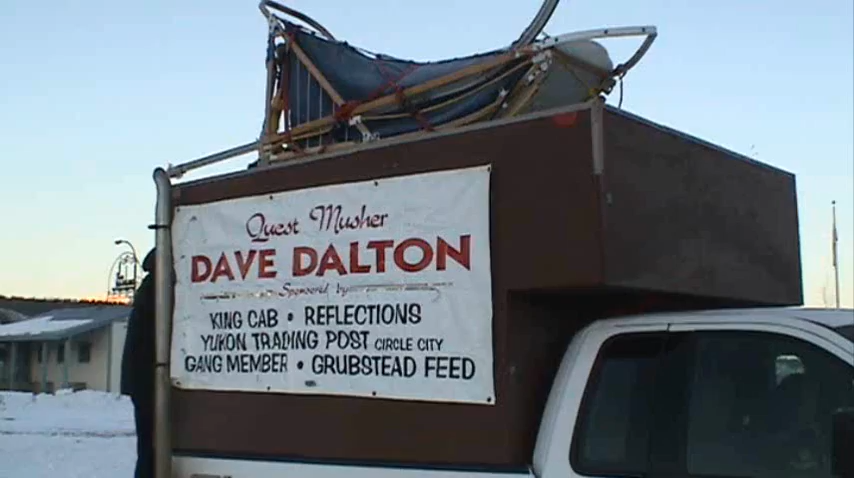 Quest Musher
DAVE DALTON
Sponsored by
KING CAB • REFLECTIONS
YUKON TRADING POST CIRCLE CITY
GANG MEMBER • GRUBSTEAD FEED